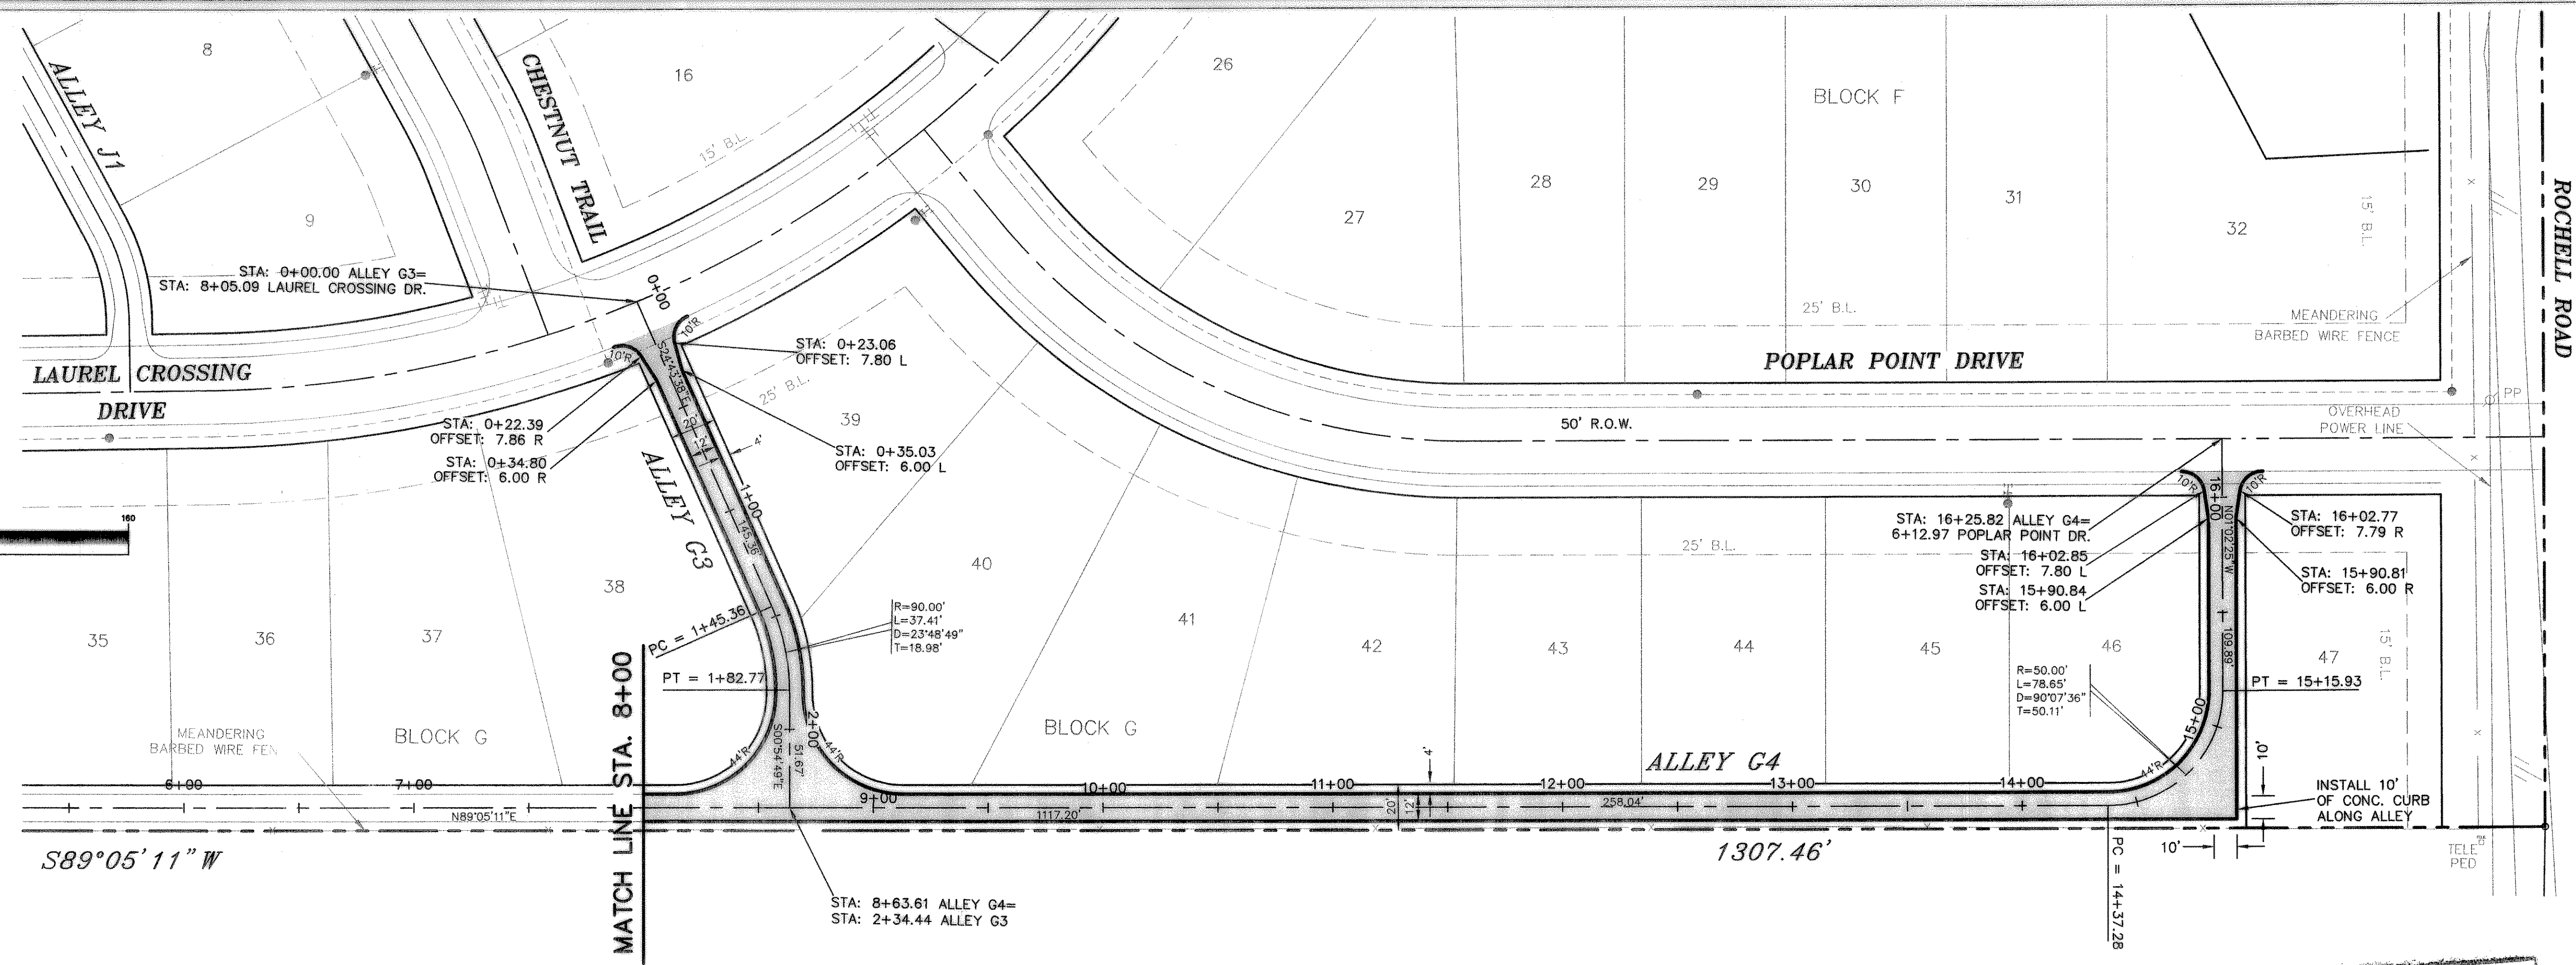 8
26
16
BLOCK F
ALLEY J1
CHESTNUT TRAIL
15' B.L.
28
29
30
31
32
27
9
15' B.L.
ROCHELL ROAD
STA: 0+00.00 ALLEY G3=
STA: 8+05.09 LAUREL CROSSING DR.
0+00
25' B.L.
MEANDERING
BARBED WIRE FENCE
10'R
10'R
STA: 0+23.06
OFFSET: 7.80 L
LAUREL CROSSING
DRIVE
POPLAR POINT DRIVE
S24°43'38"E
25' B.L.
39
PP
OVERHEAD
POWER LINE
50' R.O.W.
STA: 0+22.39
OFFSET: 7.86 R
20'
12'
4'
STA: 0+34.80
OFFSET: 6.00 R
STA: 0+35.03
OFFSET: 6.00 L
ALLEY G3
1+00
145.36'
160
10'R
16+00
10'R
STA: 16+25.82 ALLEY G4=
6+12.97 POPLAR POINT DR.
STA: 16+02.85
OFFSET: 7.80 L
STA: 15+90.84
OFFSET: 6.00 L
N01°02'25"W
STA: 16+02.77
OFFSET: 7.79 R
STA: 15+90.81
OFFSET: 6.00 R
25' B.L.
38
40
PC = 1+45.36
R=90.00'
L=37.41'
D=23°48'49"
T=18.98'
35
36
37
41
42
43
44
45
46
47
15' B.L.
109.89'
R=50.00'
L=78.65'
D=90°07'36"
T=50.11'
PT = 1+82.77
PT = 15+15.93
2+00
15+00
MEANDERING
BARBED WIRE FEN
BLOCK G
BLOCK G
MATCH LINE STA. 8+00
S00°54'49"E
51.67'
44'R
44'R
4'
ALLEY G4
44'R
10'
6+00
7+00
9+00
10+00
11+00
12+00
13+00
14+00
N89°05'11"E
1117.20'
20'
12'
258.04'
INSTALL 10'
OF CONC. CURB
ALONG ALLEY
S89°05'11"W
1307.46'
10'
PC = 14+37.28
TELE
PED
STA: 8+63.61 ALLEY G4=
STA: 2+34.44 ALLEY G3